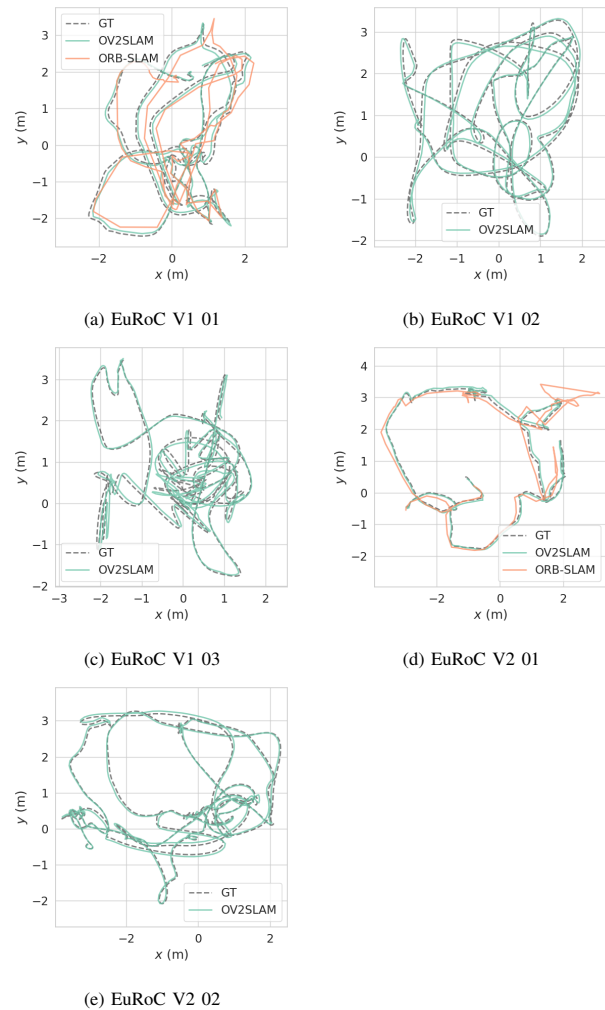 GT
OV2SLAM
ORB-SLAM
3
2
1
0
−1
−2
y (m)
−2 0 2
x (m)
(a) EuRoC V1 01
3
2
1
0
−1
−2
y (m)
GT
OV2SLAM
−2 −1 0 1 2
x (m)
(b) EuRoC V1 02
3
2
1
0
−1
−2
y (m)
GT
OV2SLAM
−3 −2 −1 0 1 2
x (m)
(c) EuRoC V1 03
4
3
2
1
0
−1
−2
y (m)
GT
OV2SLAM
ORB-SLAM
−2 0 2
x (m)
(d) EuRoC V2 01
3
2
1
0
−1
−2
y (m)
GT
OV2SLAM
−2 0 2
x (m)
(e) EuRoC V2 02